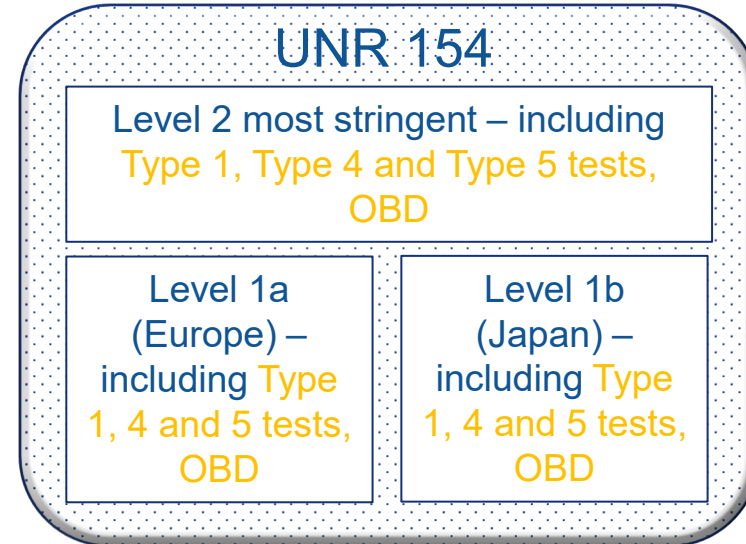 UNR 154
Level 2 most stringent – including
Type 1, Type 4 and Type 5 tests,
OBD
Level 1a
(Europe) –
including Type
1, 4 and 5 tests,
OBD
Level 1b
(Japan) –
including Type
1, 4 and 5 tests,
OBD